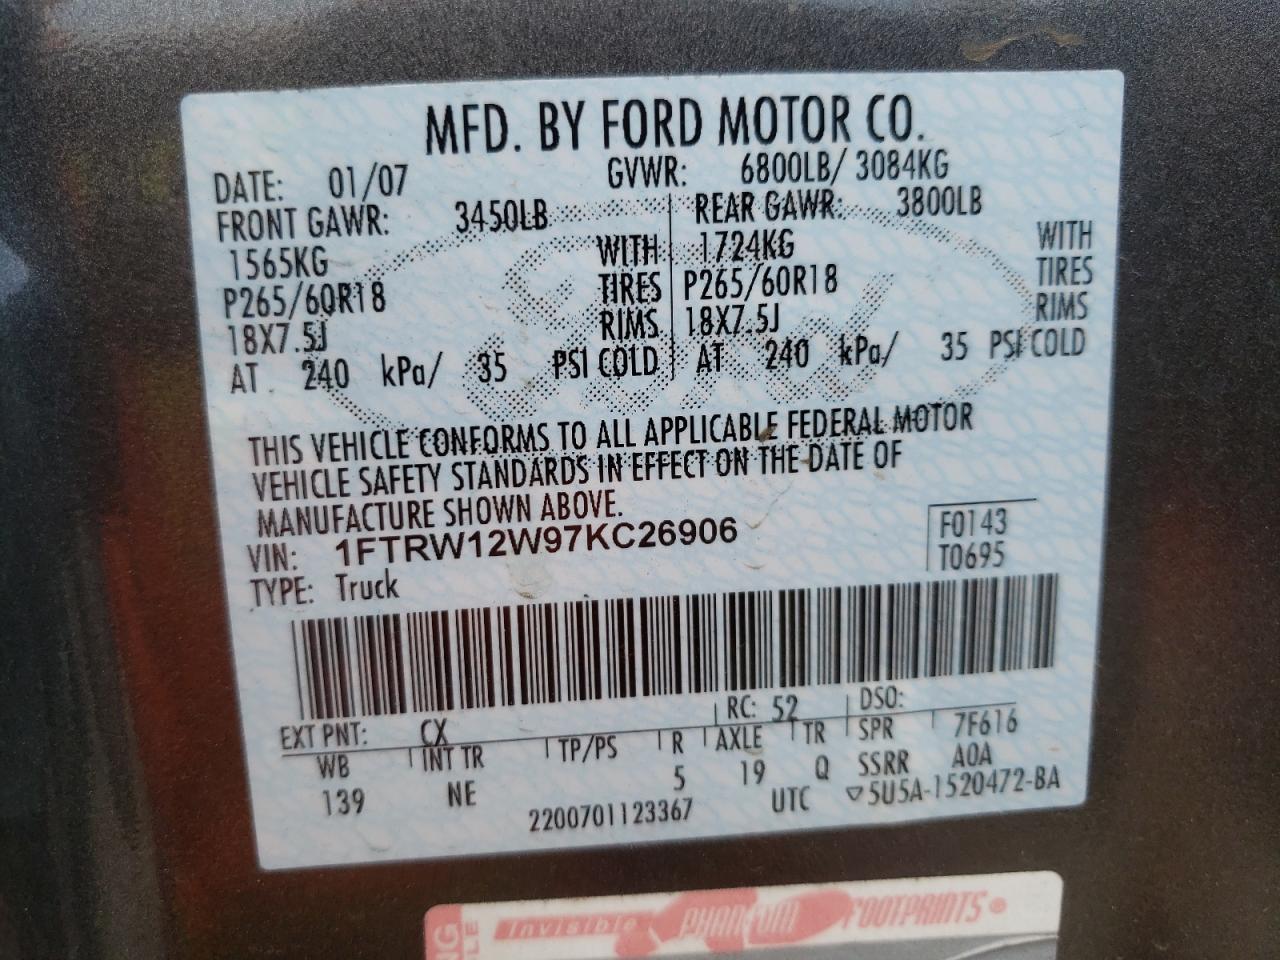 MFD. BY FORD MOTOR CO.
DATE: 01/07 GVWR: 6800LB/ 3084KG
FRONT GAWR: 3450LB REAR GAWR: 3800LB
1565KG WITH 1724KG WITH
P265/60R18 TIRES P265/60R18 TIRES
18X7.5J RIMS 18X7.5J RIMS
AT 240 kPa/ 35 PSI COLD AT 240 kPa/ 35 PSI COLD
THIS VEHICLE CONFORMS TO ALL APPLICABLE FEDERAL MOTOR
VEHICLE SAFETY STANDARDS IN EFFECT ON THE DATE OF
MANUFACTURE SHOWN ABOVE.
VIN: 1FTRW12W97KC26906 F0143
TYPE: Truck T0695
EXT PNT: CX RC: 52 DSO:
WB INT TR TP/PS R AXLE TR SPR 7F616
139 NE 5 19 Q SSRR A0A
2200701123367 UTC ▽5U5A-1520472-BA
Invisible PHANTOM FOOTPRINTS